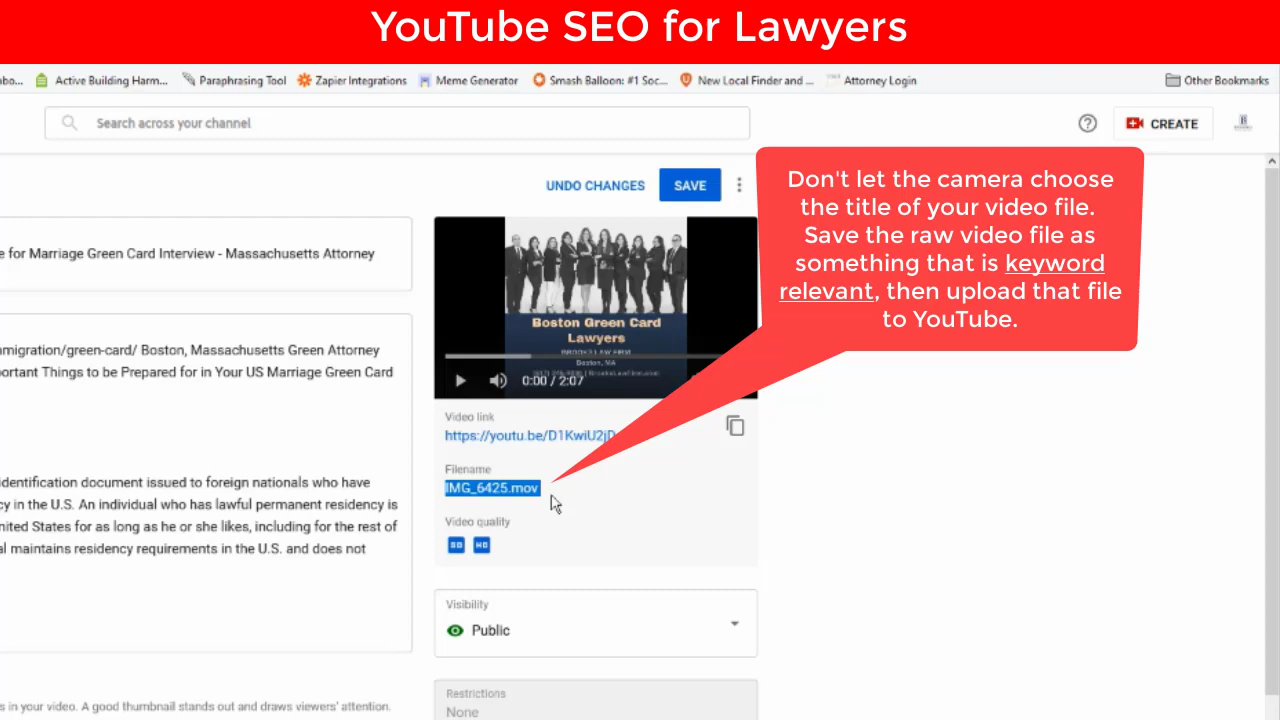 YouTube SEO for Lawyers
abo...
Active Building Harm...
Paraphrasing Tool
Zapier Integrations
Meme Generator
Smash Balloon: #1 Soc...
New Local Finder and ...
Attorney Login
Other Bookmarks
Search across your channel
CREATE
UNDO CHANGES
SAVE
Don't let the camera choose
the title of your video file.
Save the raw video file as
something that is keyword
relevant, then upload that file
to YouTube.
e for Marriage Green Card Interview - Massachusetts Attorney
Boston Green Card
Lawyers
BROOKS LAW FIRM
Boston, MA
0:00 / 2:07
mmigration/green-card/ Boston, Massachusetts Green Attorney
portant Things to be Prepared for in Your US Marriage Green Card
Video link
https://youtu.be/D1KwiU2jD
Filename
IMG_6425.mov
Video quality
SD HD
identification document issued to foreign nationals who have
cy in the U.S. An individual who has lawful permanent residency is
nited States for as long as he or she likes, including for the rest of
al maintains residency requirements in the U.S. and does not
Visibility
Public
Restrictions
None
s in your video. A good thumbnail stands out and draws viewers' attention.